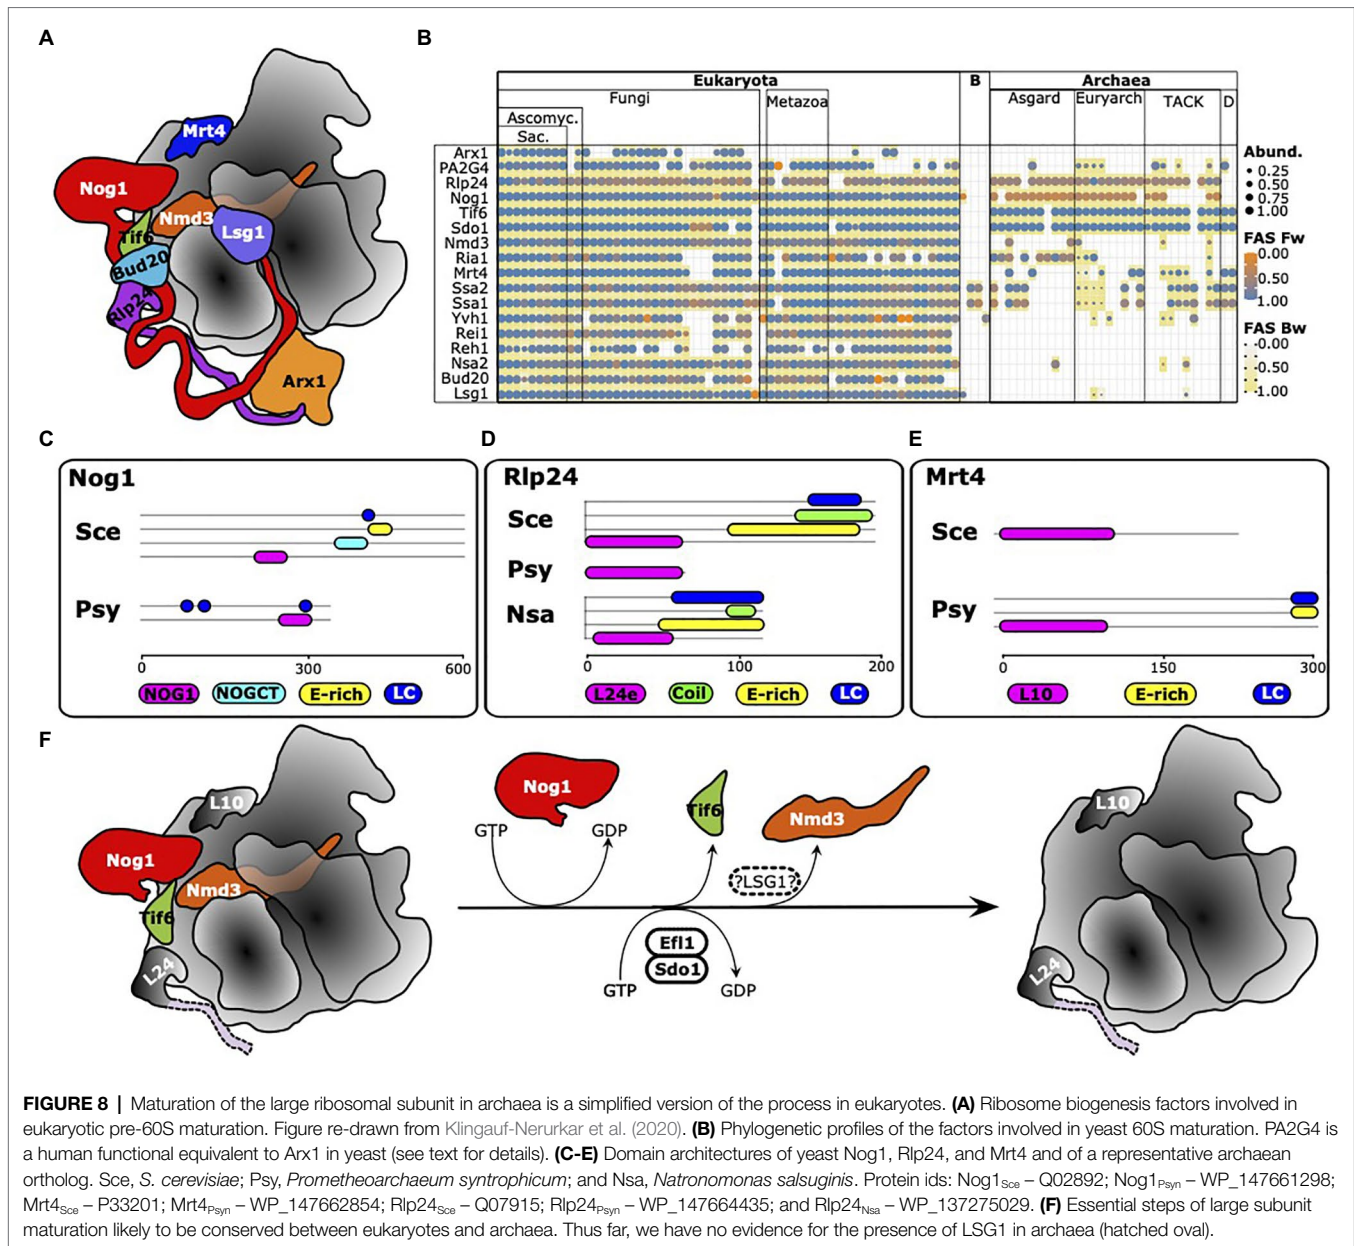 A
Mrt4
Nog1
Nmd3
Tif6
Lsg1
Bud20
Rlp24
Arx1
B
Eukaryota
B
Archaea
Fungi
Metazoa
Asgard
Euryarch
TACK
D
Ascomyc.
Sac.
Arx1
PA2G4
Rlp24
Nog1
Tif6
Sdo1
Nmd3
Ria1
Mrt4
Ssa2
Ssa1
Yvh1
Rei1
Reh1
Nsa2
Bud20
Lsg1
Abund.
0.25
0.50
0.75
1.00
FAS Fw
0.00
0.50
1.00
FAS Bw
0.00
0.50
1.00
C
Nog1
Sce
Psy
0 300 600
NOG1 NOGCT E-rich LC
D
Rlp24
Sce
Psy
Nsa
0 100 200
L24e Coil E-rich LC
E
Mrt4
Sce
Psy
0 150 300
L10 E-rich LC
F
L10
Nog1
Nmd3
Tif6
L24
Nog1
GTP GDP
Tif6
Nmd3
?LSG1?
Efl1
Sdo1
GTP GDP
L10
L24
FIGURE 8 | Maturation of the large ribosomal subunit in archaea is a simplified version of the process in eukaryotes. (A) Ribosome biogenesis factors involved in
eukaryotic pre-60S maturation. Figure re-drawn from Klingauf-Nerurkar et al. (2020). (B) Phylogenetic profiles of the factors involved in yeast 60S maturation. PA2G4 is
a human functional equivalent to Arx1 in yeast (see text for details). (C-E) Domain architectures of yeast Nog1, Rlp24, and Mrt4 and of a representative archaean
ortholog. Sce, S. cerevisiae; Psy, Prometheoarchaeum syntrophicum; and Nsa, Natronomonas salsuginis. Protein ids: Nog1Sce – Q02892; Nog1Psyn – WP_147661298;
Mrt4Sce – P33201; Mrt4Psyn – WP_147662854; Rlp24Sce – Q07915; Rlp24Psyn – WP_147664435; and Rlp24Nsa – WP_137275029. (F) Essential steps of large subunit
maturation likely to be conserved between eukaryotes and archaea. Thus far, we have no evidence for the presence of LSG1 in archaea (hatched oval).